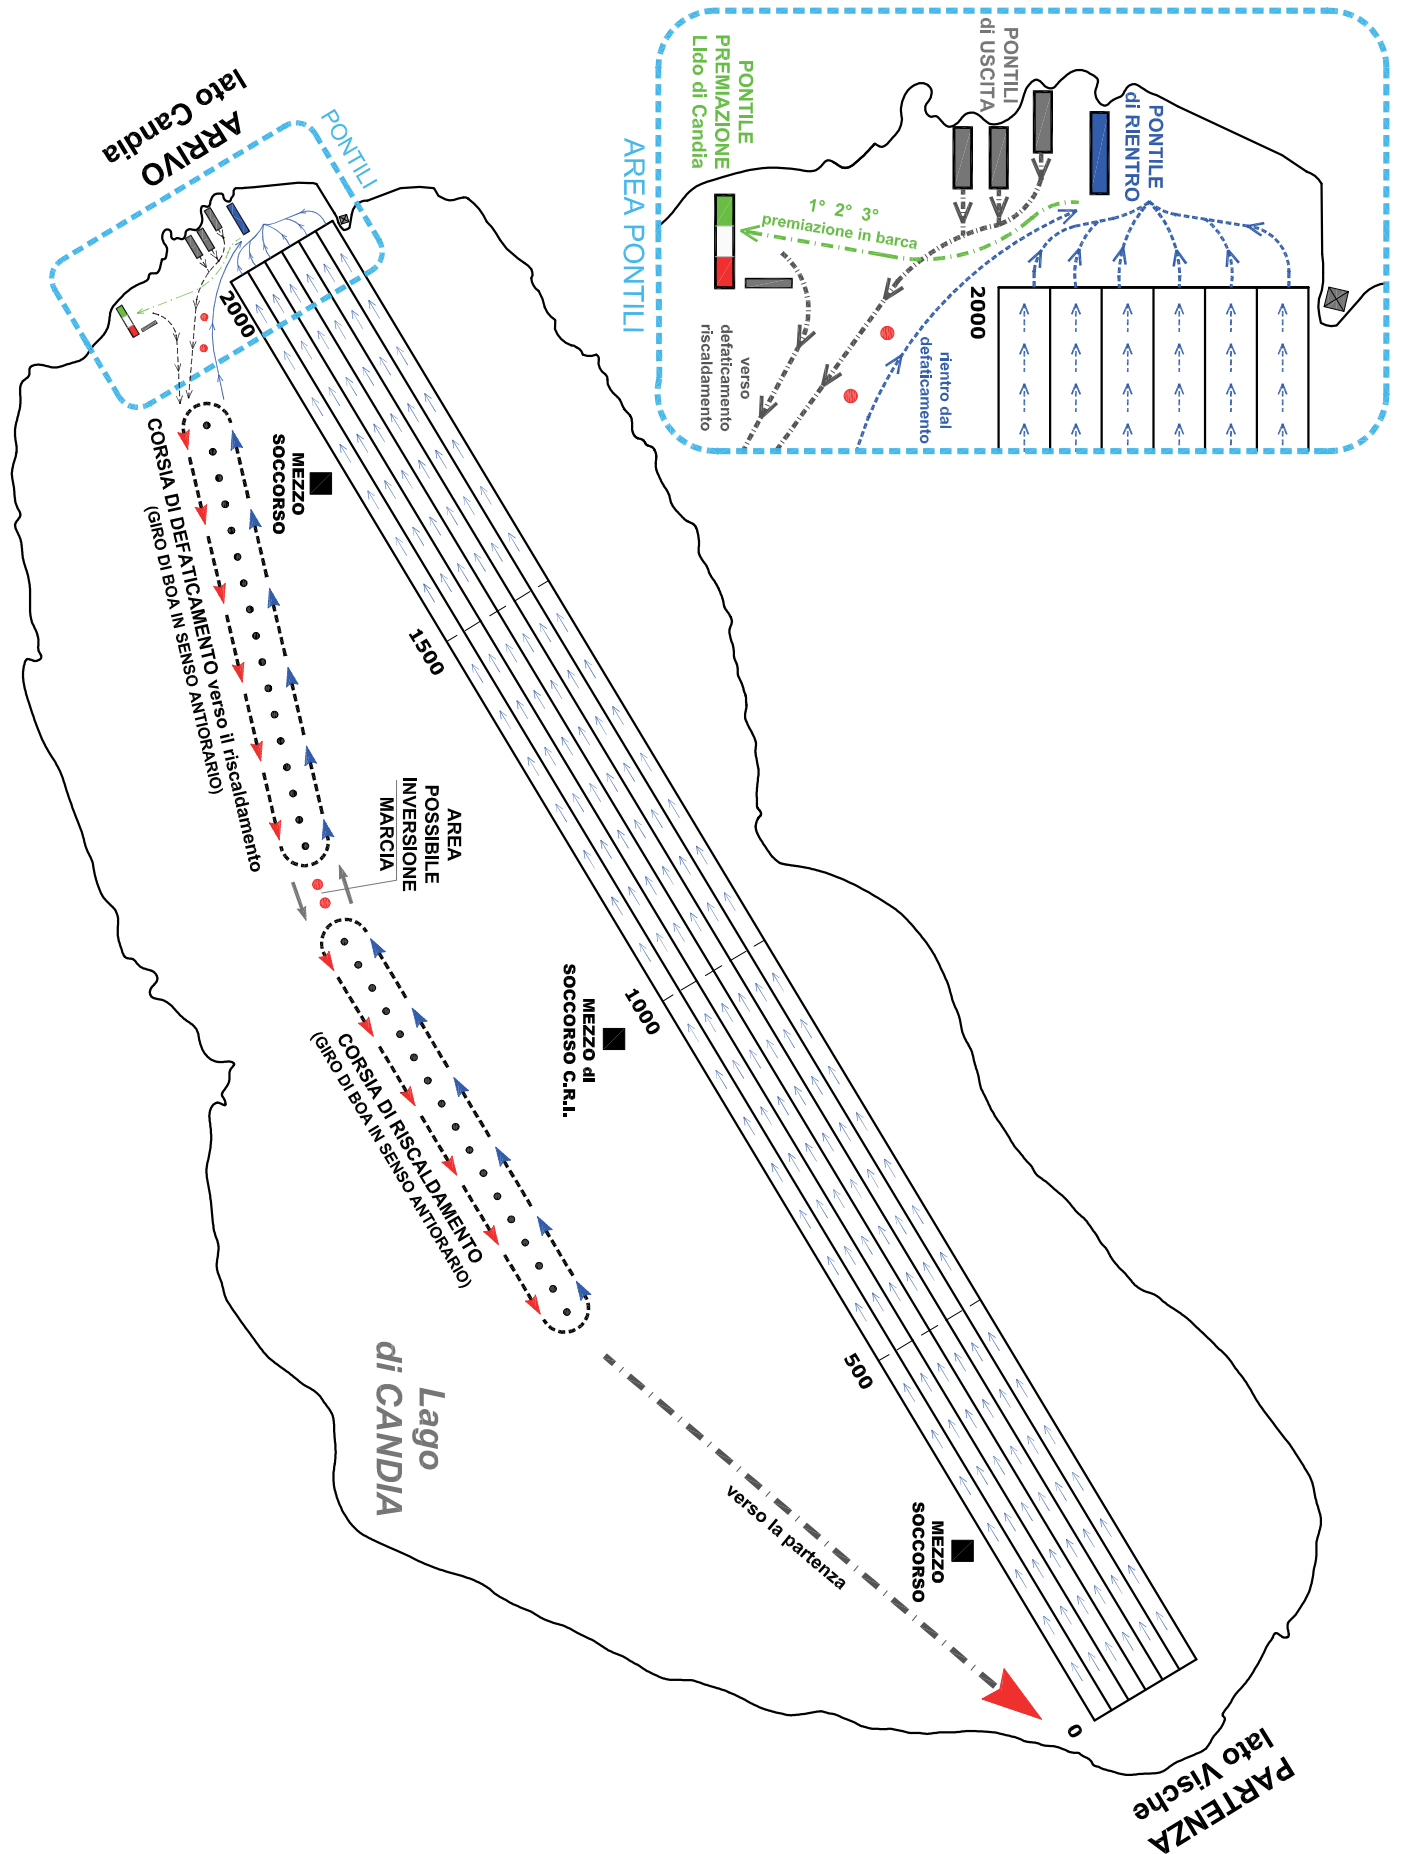 ARRIVO
lato Candia
PONTILI
AREA PONTILI
PONTILE
PREMIAZIONE
LIdo di Candia
PONTILI
di USCITA
PONTILE
di RIENTRO
1° 2° 3°
premiazione in barca
verso
defaticamento
riscaldamento
rientro dal
defaticamento
2000
2000
MEZZO
SOCCORSO
CORSIA DI DEFATICAMENTO verso il riscaldamento
(GIRO DI BOA IN SENSO ANTIORARIO)
1500
AREA
POSSIBILE
INVERSIONE
MARCIA
1000
MEZZO di
SOCCORSO C.R.I.
CORSIA DI RISCALDAMENTO
(GIRO DI BOA IN SENSO ANTIORARIO)
500
Lago
di CANDIA
verso la partenza
MEZZO
SOCCORSO
0
PARTENZA
lato Vische